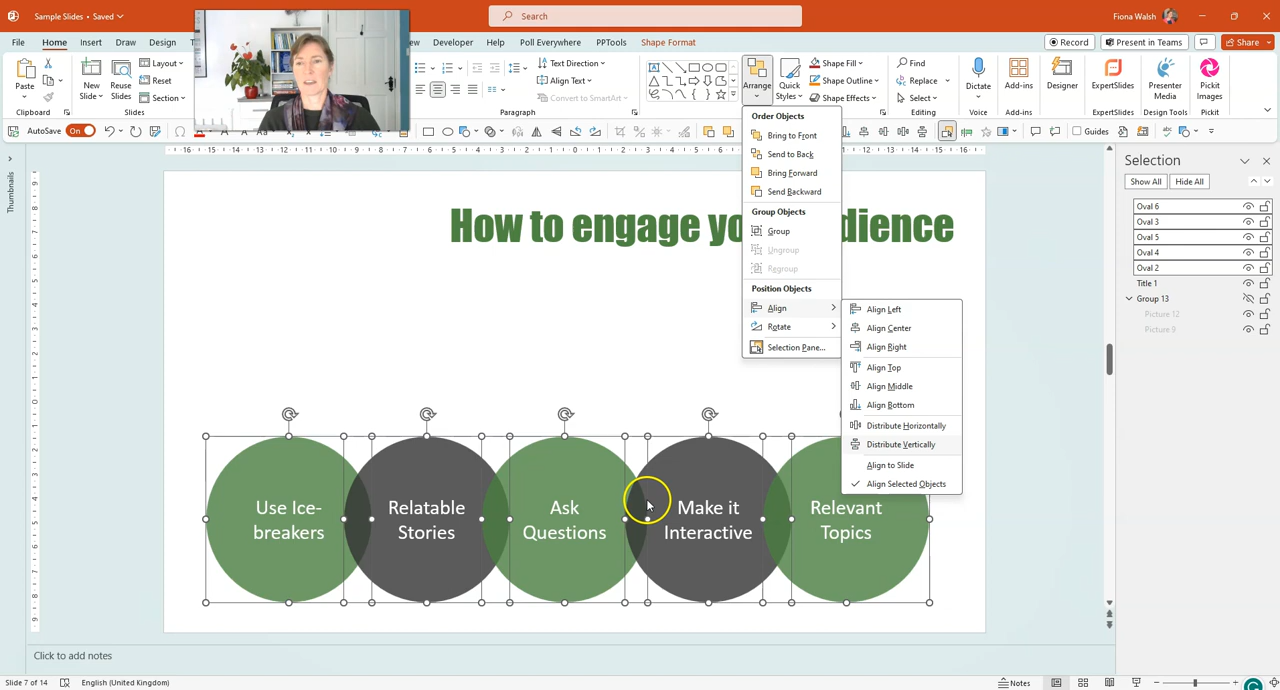 Sample Slides • Saved
Search
Fiona Walsh
File
Home
Insert
Draw
Design
Developer
Help
Poll Everywhere
PPTools
Shape Format
Record
Present in Teams
Share
Paste
Clipboard
New
Slide
Reuse
Slides
Layout
Reset
Section
Slides
Text Direction
Align Text
Convert to SmartArt
Paragraph
Arrange
Quick
Styles
Shape Fill
Shape Outline
Shape Effects
Find
Replace
Select
Editing
Dictate
Voice
Add-ins
Add-ins
Designer
ExpertSlides
ExpertSlides
Presenter
Media
Design Tools
Pickit
Images
Pickit
AutoSave On
Guides
Thumbnails
Order Objects
Bring to Front
Send to Back
Bring Forward
Send Backward
Group Objects
Group
Ungroup
Regroup
Position Objects
Align
Rotate
Selection Pane...
Align Left
Align Center
Align Right
Align Top
Align Middle
Align Bottom
Distribute Horizontally
Distribute Vertically
Align to Slide
Align Selected Objects
How to engage yo
dience
Use Ice-
breakers
Relatable
Stories
Ask
Questions
Make it
Interactive
Relevant
Topics
Selection
Show All
Hide All
Oval 6
Oval 3
Oval 5
Oval 4
Oval 2
Title 1
Group 13
Picture 12
Picture 9
Click to add notes
Slide 7 of 14
English (United Kingdom)
Notes